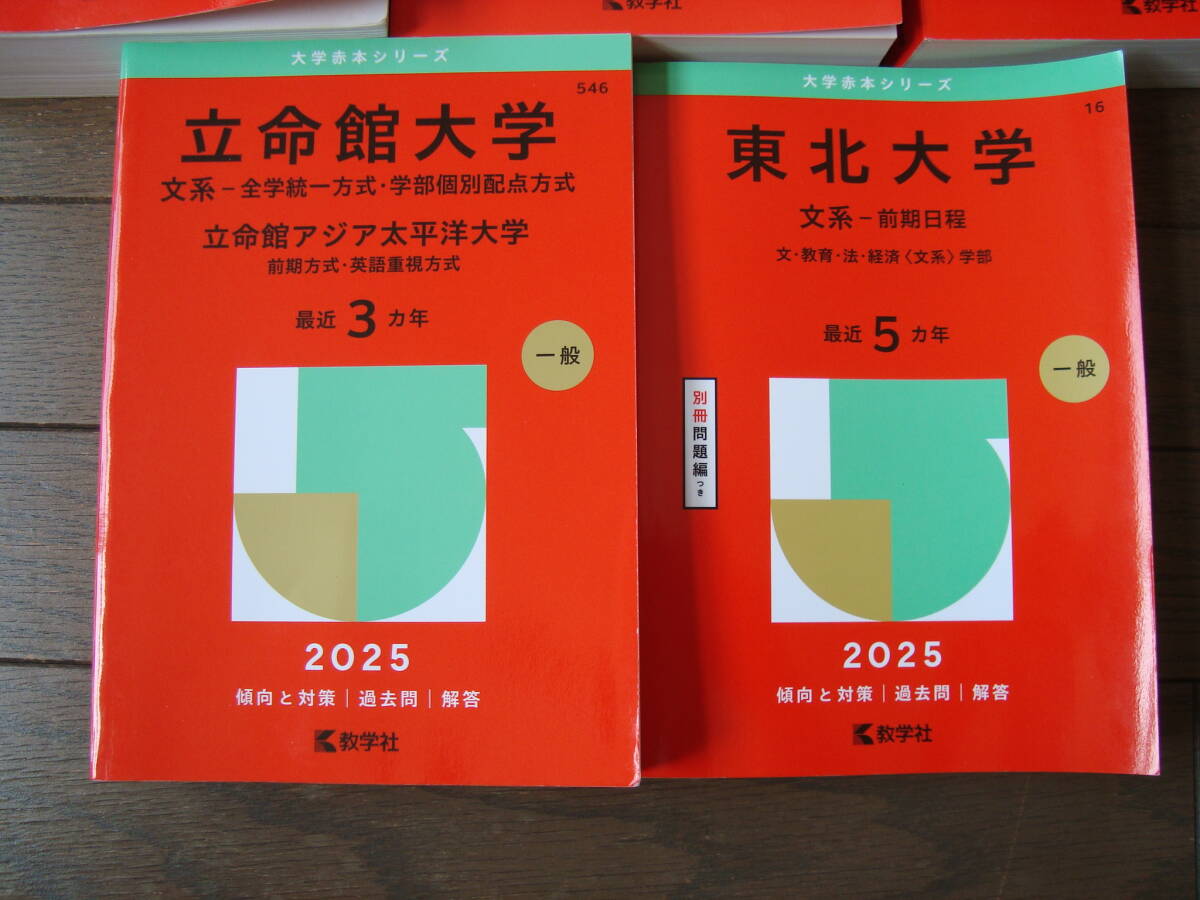 教学社
教学社
大学赤本シリーズ
546
立命館大学
文系－全学統一方式・学部個別配点方式
立命館アジア太平洋大学
前期方式・英語重視方式
最近 3 カ年
一般
2025
傾向と対策｜過去問｜解答
教学社
大学赤本シリーズ
16
東北大学
文系－前期日程
文・教育・法・経済〈文系〉学部
最近 5 カ年
一般
別冊問題編つき
2025
傾向と対策｜過去問｜解答
教学社